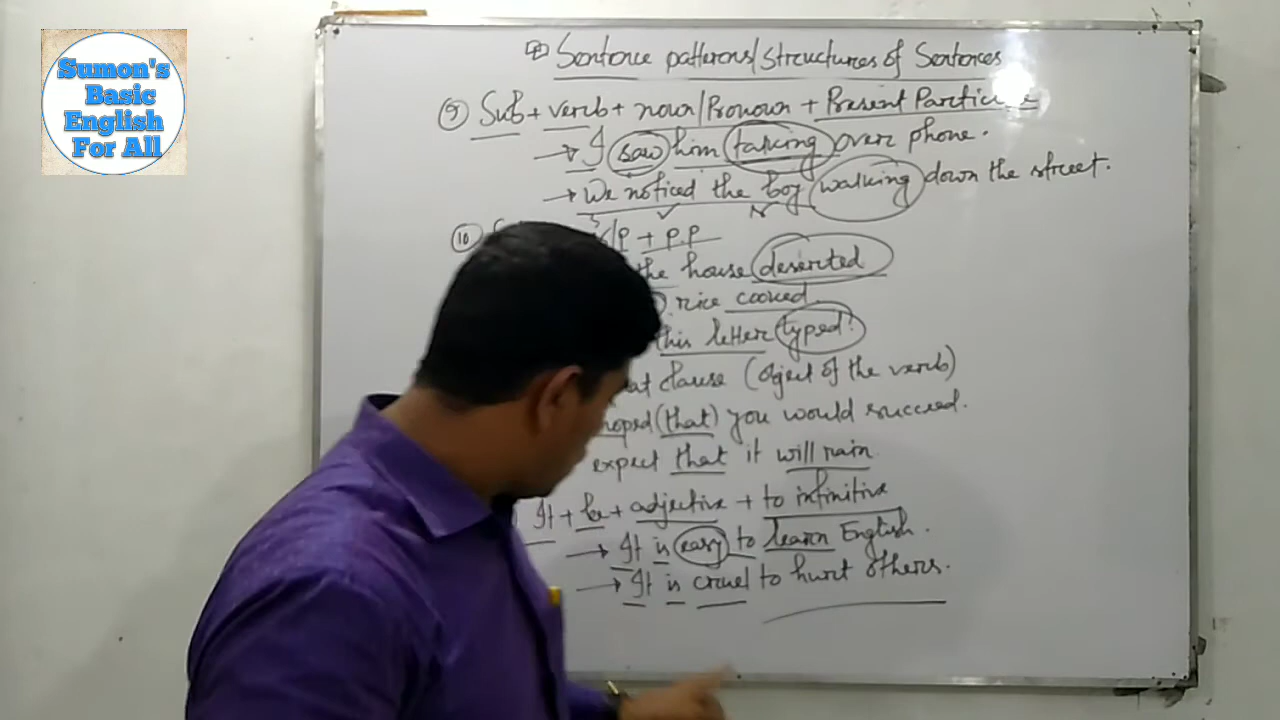 Sumon's
Basic
English
For All
Sentence patterns/Structures of Sentences
9 Sub + verb + noun/Pronoun + Present Participle
→ I saw him talking over phone.
→ We noticed the boy walking down the street.
10 /P + P.P
the house deserted
rice cooked.
this letter typed?
clause (object of the verb)
hoped (that) you would succeed.
expect that it will rain
It + be + adjective + to infinitive
→ It is easy to learn English.
→ It is cruel to hurt others.